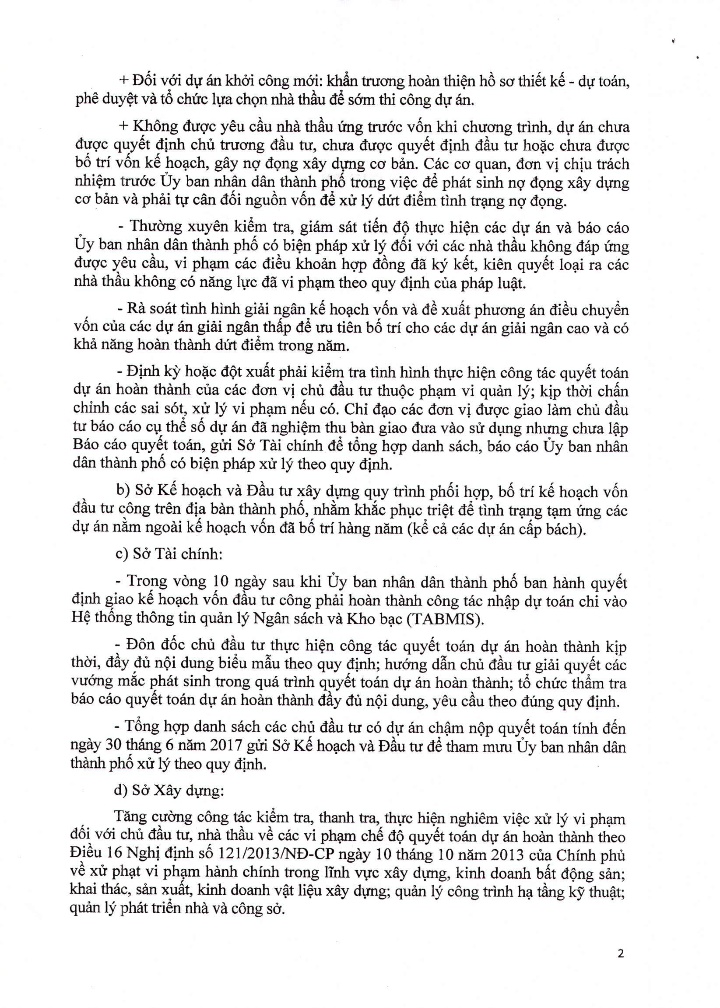 + Đối với dự án khởi công mới: khẩn trương hoàn thiện hồ sơ thiết kế - dự toán,
phê duyệt và tổ chức lựa chọn nhà thầu để sớm thi công dự án.
+ Không được yêu cầu nhà thầu ứng trước vốn khi chương trình, dự án chưa
được quyết định chủ trương đầu tư, chưa được quyết định đầu tư hoặc chưa được
bố trí vốn kế hoạch, gây nợ đọng xây dựng cơ bản. Các cơ quan, đơn vị chịu trách
nhiệm trước Ủy ban nhân dân thành phố trong việc để phát sinh nợ đọng xây dựng
cơ bản và phải tự cân đối nguồn vốn để xử lý dứt điểm tình trạng nợ đọng.
- Thường xuyên kiểm tra, giám sát tiến độ thực hiện các dự án và báo cáo
Ủy ban nhân dân thành phố có biện pháp xử lý đối với các nhà thầu không đáp ứng
được yêu cầu, vi phạm các điều khoản hợp đồng đã ký kết, kiên quyết loại ra các
nhà thầu không có năng lực đã vi phạm theo quy định của pháp luật.
- Rà soát tình hình giải ngân kế hoạch vốn và đề xuất phương án điều chuyển
vốn của các dự án giải ngân thấp để ưu tiên bố trí cho các dự án giải ngân cao và có
khả năng hoàn thành dứt điểm trong năm.
- Định kỳ hoặc đột xuất phải kiểm tra tình hình thực hiện công tác quyết toán
dự án hoàn thành của các đơn vị chủ đầu tư thuộc phạm vi quản lý; kịp thời chấn
chỉnh các sai sót, xử lý vi phạm nếu có. Chỉ đạo các đơn vị được giao làm chủ đầu
tư báo cáo cụ thể số dự án đã nghiệm thu bàn giao đưa vào sử dụng nhưng chưa lập
Báo cáo quyết toán, gửi Sở Tài chính để tổng hợp danh sách, báo cáo Ủy ban nhân
dân thành phố có biện pháp xử lý theo quy định.
b) Sở Kế hoạch và Đầu tư xây dựng quy trình phối hợp, bố trí kế hoạch vốn
đầu tư công trên địa bàn thành phố, nhằm khắc phục triệt để tình trạng tạm ứng các
dự án nằm ngoài kế hoạch vốn đã bố trí hàng năm (kể cả các dự án cấp bách).
c) Sở Tài chính:
- Trong vòng 10 ngày sau khi Ủy ban nhân dân thành phố ban hành quyết
định giao kế hoạch vốn đầu tư công phải hoàn thành công tác nhập dự toán chi vào
Hệ thống thông tin quản lý Ngân sách và Kho bạc (TABMIS).
- Đôn đốc chủ đầu tư thực hiện công tác quyết toán dự án hoàn thành kịp
thời, đầy đủ nội dung biểu mẫu theo quy định; hướng dẫn chủ đầu tư giải quyết các
vướng mắc phát sinh trong quá trình quyết toán dự án hoàn thành; tổ chức thẩm tra
báo cáo quyết toán dự án hoàn thành đầy đủ nội dung, yêu cầu theo đúng quy định.
- Tổng hợp danh sách các chủ đầu tư có dự án chậm nộp quyết toán tính đến
ngày 30 tháng 6 năm 2017 gửi Sở Kế hoạch và Đầu tư để tham mưu Ủy ban nhân dân
thành phố xử lý theo quy định.
d) Sở Xây dựng:
Tăng cường công tác kiểm tra, thanh tra, thực hiện nghiêm việc xử lý vi phạm
đối với chủ đầu tư, nhà thầu về các vi phạm chế độ quyết toán dự án hoàn thành theo
Điều 16 Nghị định số 121/2013/NĐ-CP ngày 10 tháng 10 năm 2013 của Chính phủ
về xử phạt vi phạm hành chính trong lĩnh vực xây dựng, kinh doanh bất động sản;
khai thác, sản xuất, kinh doanh vật liệu xây dựng; quản lý công trình hạ tầng kỹ thuật;
quản lý phát triển nhà và công sở.
2